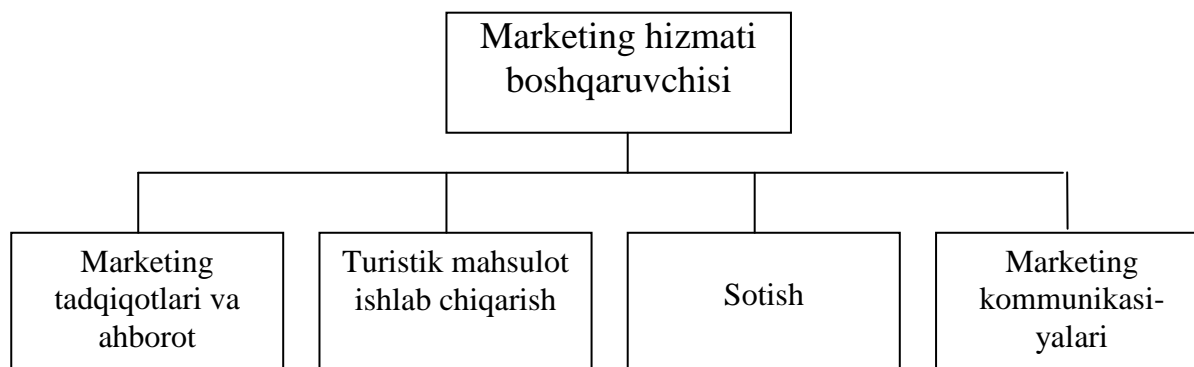 Marketing hizmati
boshqaruvchisi
Marketing
tadqiqotlari va
ahborot
Turistik mahsulot
ishlab chiqarish
Sotish
Marketing
kommunikasi-
yalari